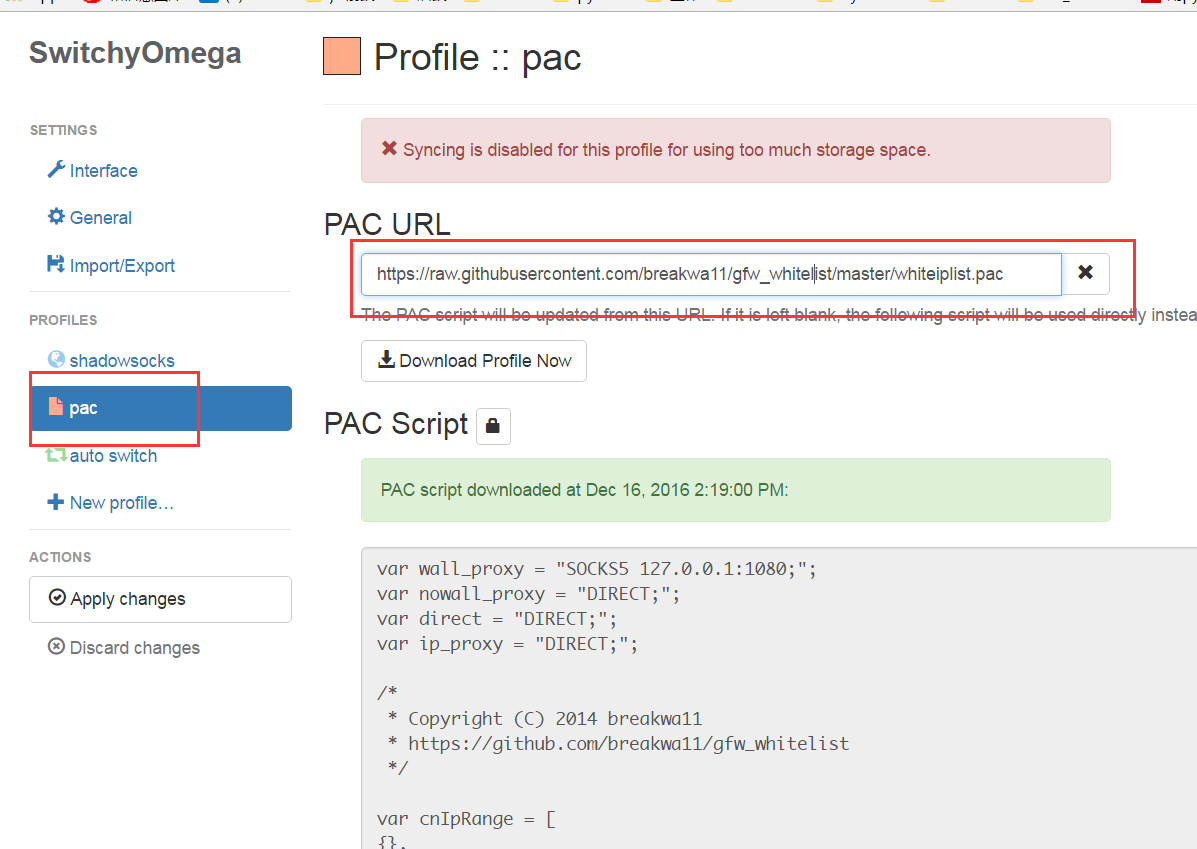 SwitchyOmega
Profile :: pac
SETTINGS
Interface
General
Import/Export
PROFILES
shadowsocks
pac
auto switch
New profile…
ACTIONS
Apply changes
Discard changes
Syncing is disabled for this profile for using too much storage space.
PAC URL
https://raw.githubusercontent.com/breakwa11/gfw_whitelist/master/whiteiplist.pac
The PAC script will be updated from this URL. If it is left blank, the following script will be used directly instea
Download Profile Now
PAC Script
PAC script downloaded at Dec 16, 2016 2:19:00 PM:
var wall_proxy = "SOCKS5 127.0.0.1:1080;";
var nowall_proxy = "DIRECT;";
var direct = "DIRECT;";
var ip_proxy = "DIRECT;";
/*
* Copyright (C) 2014 breakwa11
* https://github.com/breakwa11/gfw_whitelist
*/
var cnIpRange = [
{},